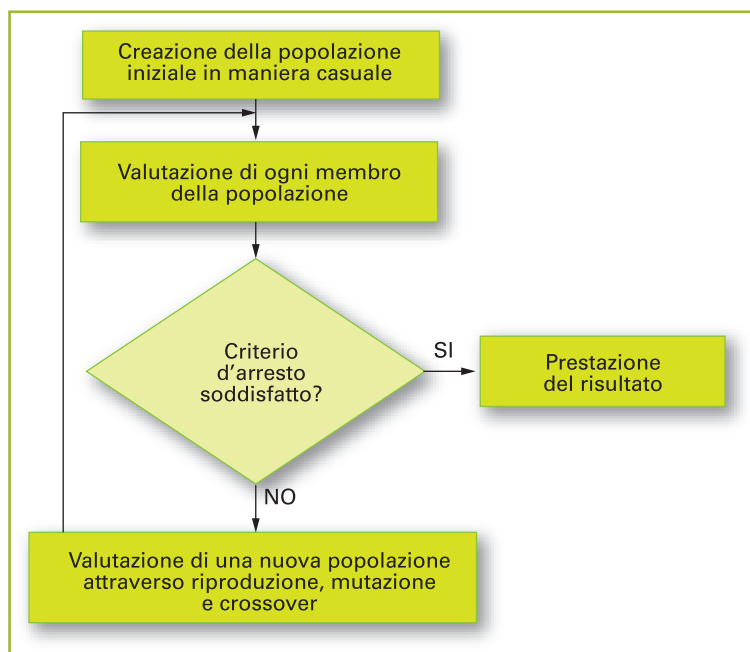 Creazione della popolazione
iniziale in maniera casuale
Valutazione di ogni membro
della popolazione
Criterio
d'arresto
soddisfatto?
SI
Prestazione
del risultato
NO
Valutazione di una nuova popolazione
attraverso riproduzione, mutazione
e crossover